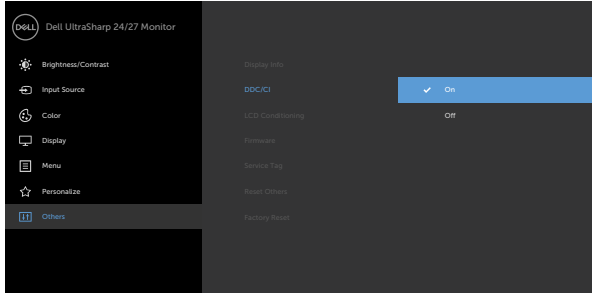 DELL
Dell UltraSharp 24/27 Monitor
Brightness/Contrast
Input Source
Color
Display
Menu
Personalize
Others
Display Info
DDC/CI
LCD Conditioning
Firmware
Service Tag
Reset Others
Factory Reset
On
Off